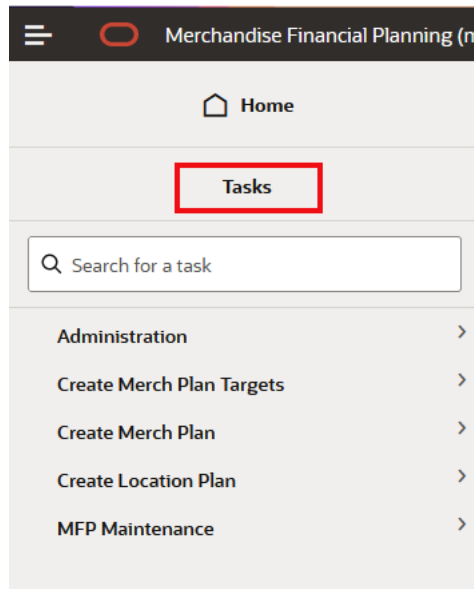 Merchandise Financial Planning (
Home
Tasks
Search for a task
Administration
Create Merch Plan Targets
Create Merch Plan
Create Location Plan
MFP Maintenance